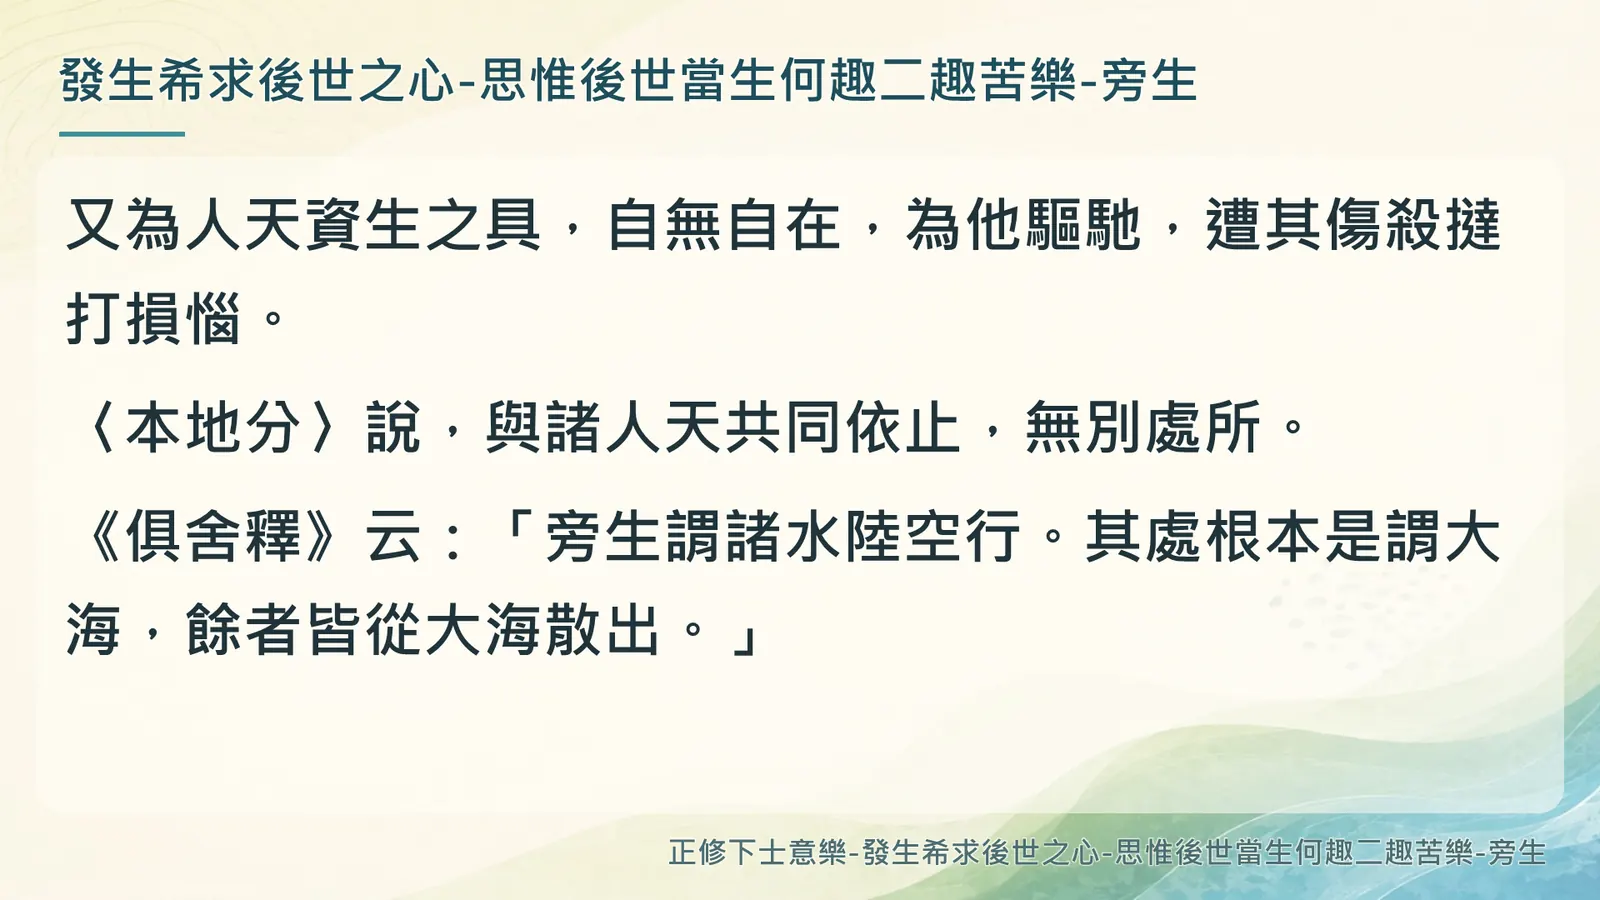 發生希求後世之心-思惟後世當生何趣二趣苦樂-旁生
又為人天資生之具，自無自在，為他驅馳，遭其傷殺撻
打損惱。
〈本地分〉說，與諸人天共同依止，無別處所。
《俱舍釋》云：「旁生謂諸水陸空行。其處根本是謂大
海，餘者皆從大海散出。」
正修下士意樂-發生希求後世之心-思惟後世當生何趣二趣苦樂-旁生